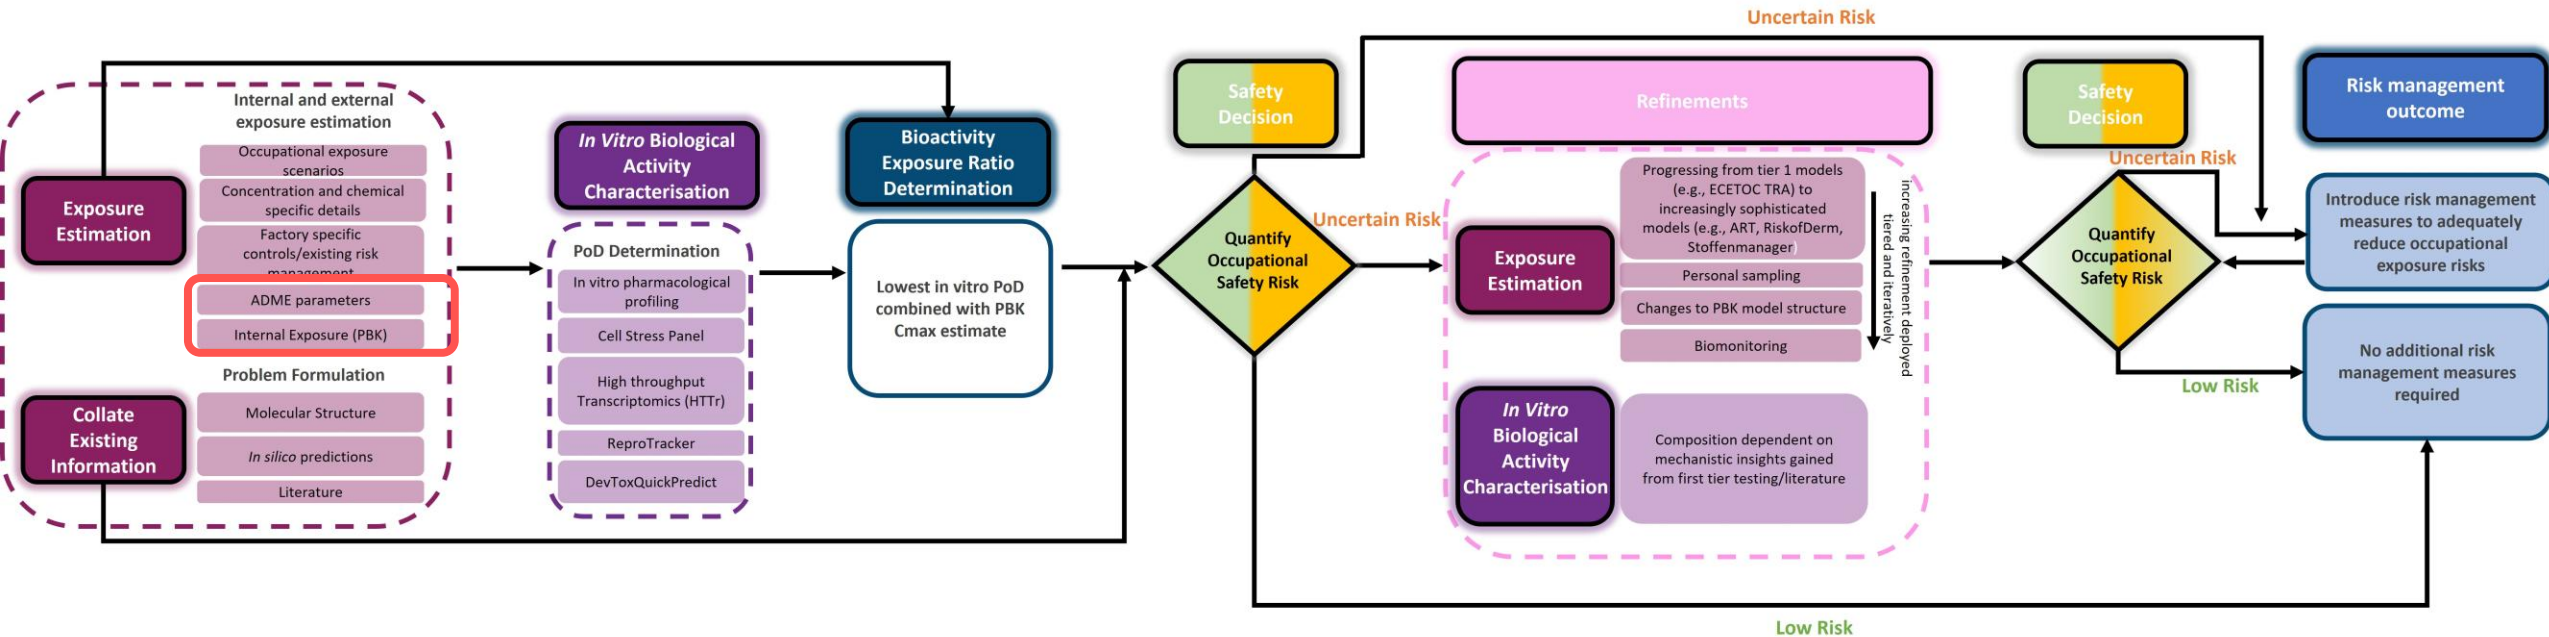 Uncertain Risk
Internal and external
exposure estimation
Occupational exposure
scenarios
Concentration and chemical
specific details
Factory specific
controls/existing risk
management
ADME parameters
Internal Exposure (PBK)
Exposure
Estimation
Problem Formulation
Molecular Structure
In silico predictions
Literature
Collate
Existing
Information
In Vitro Biological
Activity
Characterisation
PoD Determination
In vitro pharmacological
profiling
Cell Stress Panel
High throughput
Transcriptomics (HTTr)
ReproTracker
DevToxQuickPredict
Bioactivity
Exposure Ratio
Determination
Lowest in vitro PoD
combined with PBK
Cmax estimate
Safety
Decision
Quantify
Occupational
Safety Risk
Uncertain Risk
Refinements
Exposure
Estimation
Progressing from tier 1 models
(e.g., ECETOC TRA) to
increasingly sophisticated
models (e.g., ART, RiskofDerm,
Stoffenmanager)
Personal sampling
Changes to PBK model structure
Biomonitoring
increasing refinement deployed
tiered and iteratively
In Vitro
Biological
Activity
Characterisation
Composition dependent on
mechanistic insights gained
from first tier testing/literature
Safety
Decision
Uncertain Risk
Quantify
Occupational
Safety Risk
Low Risk
Risk management
outcome
Introduce risk management
measures to adequately
reduce occupational
exposure risks
No additional risk
management measures
required
Low Risk